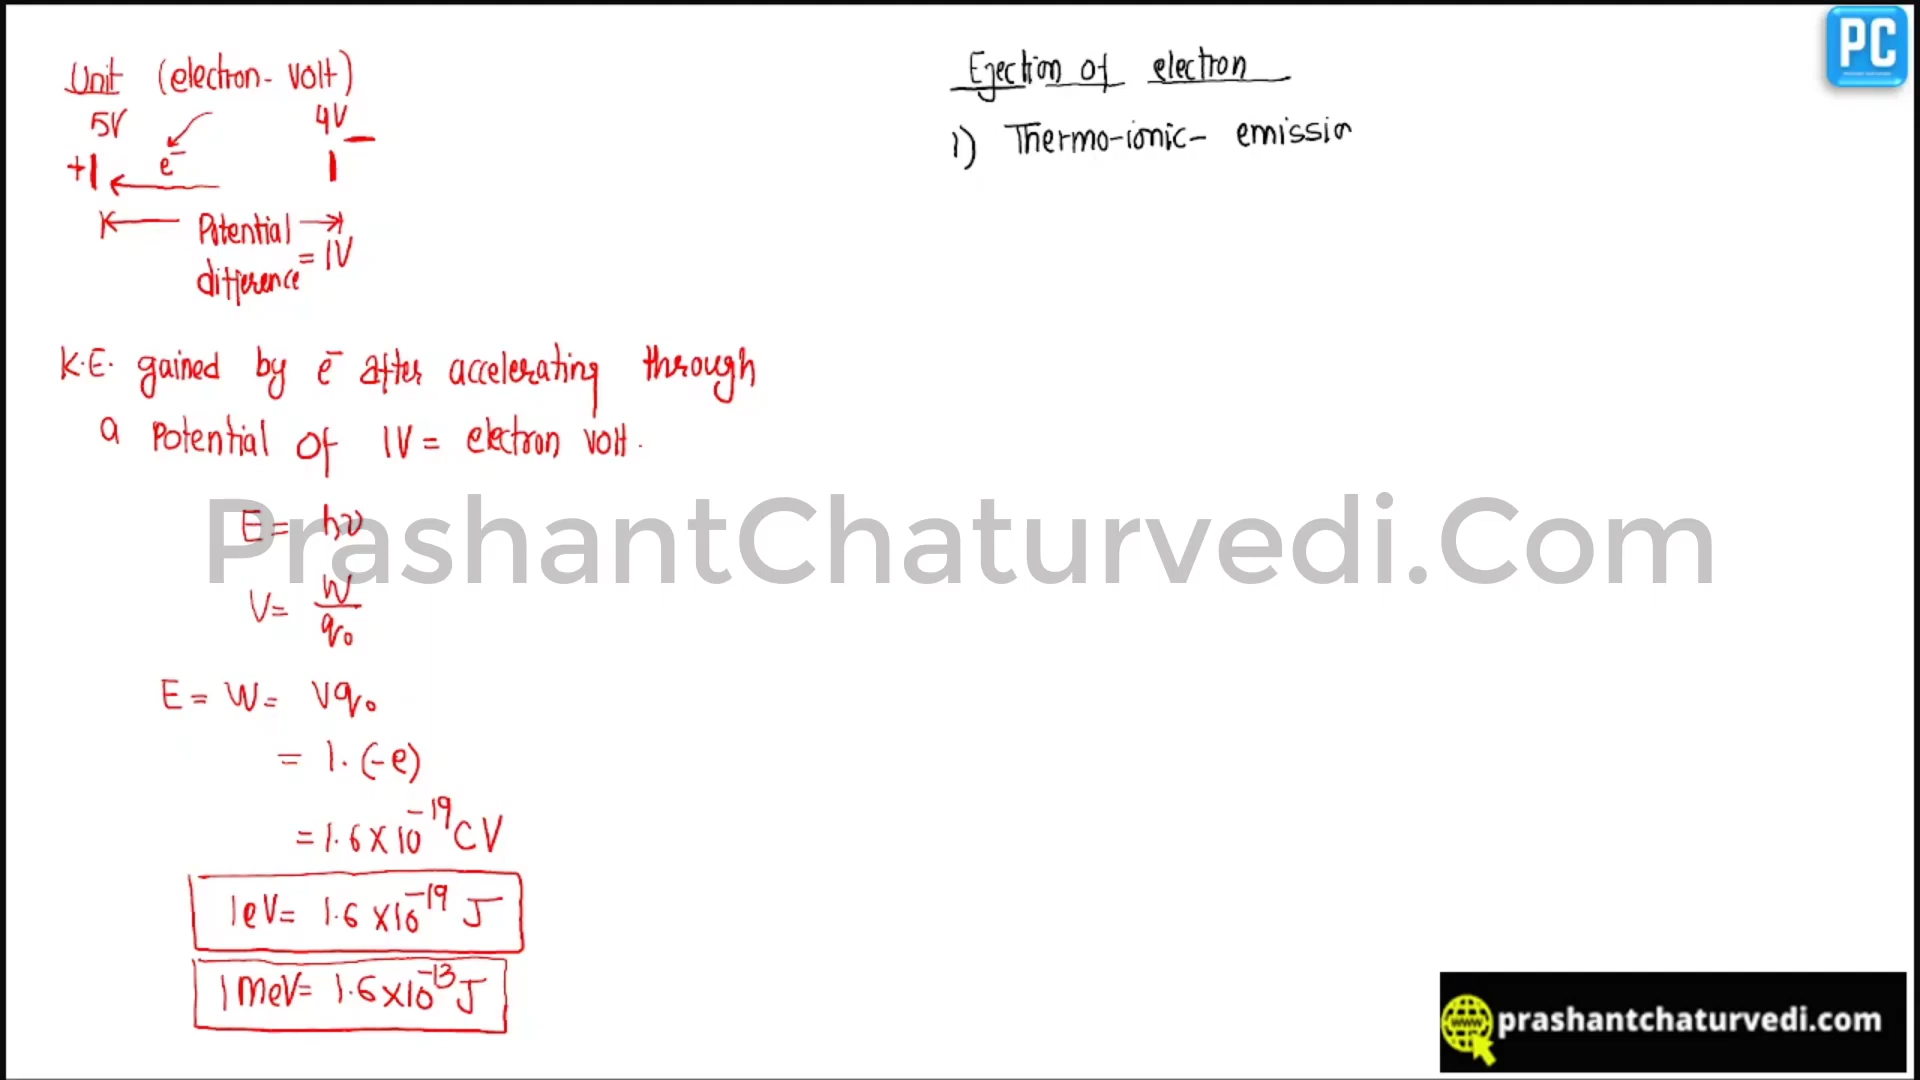 Unit (electron-volt)
5V 4V
+ e⁻ −
Potential
difference = 1V
K.E. gained by e⁻ after accelerating through
a Potential of 1V = electron volt.
E = hν
V = W/q₀
E = W = Vq₀
= 1.(-e)
= 1.6 × 10⁻¹⁹ CV
1eV = 1.6 × 10⁻¹⁹ J
1meV = 1.6 × 10⁻¹³ J
Ejection of electron
1) Thermo-ionic- emission
PC
PrashantChaturvedi.Com
www
prashantchaturvedi.com